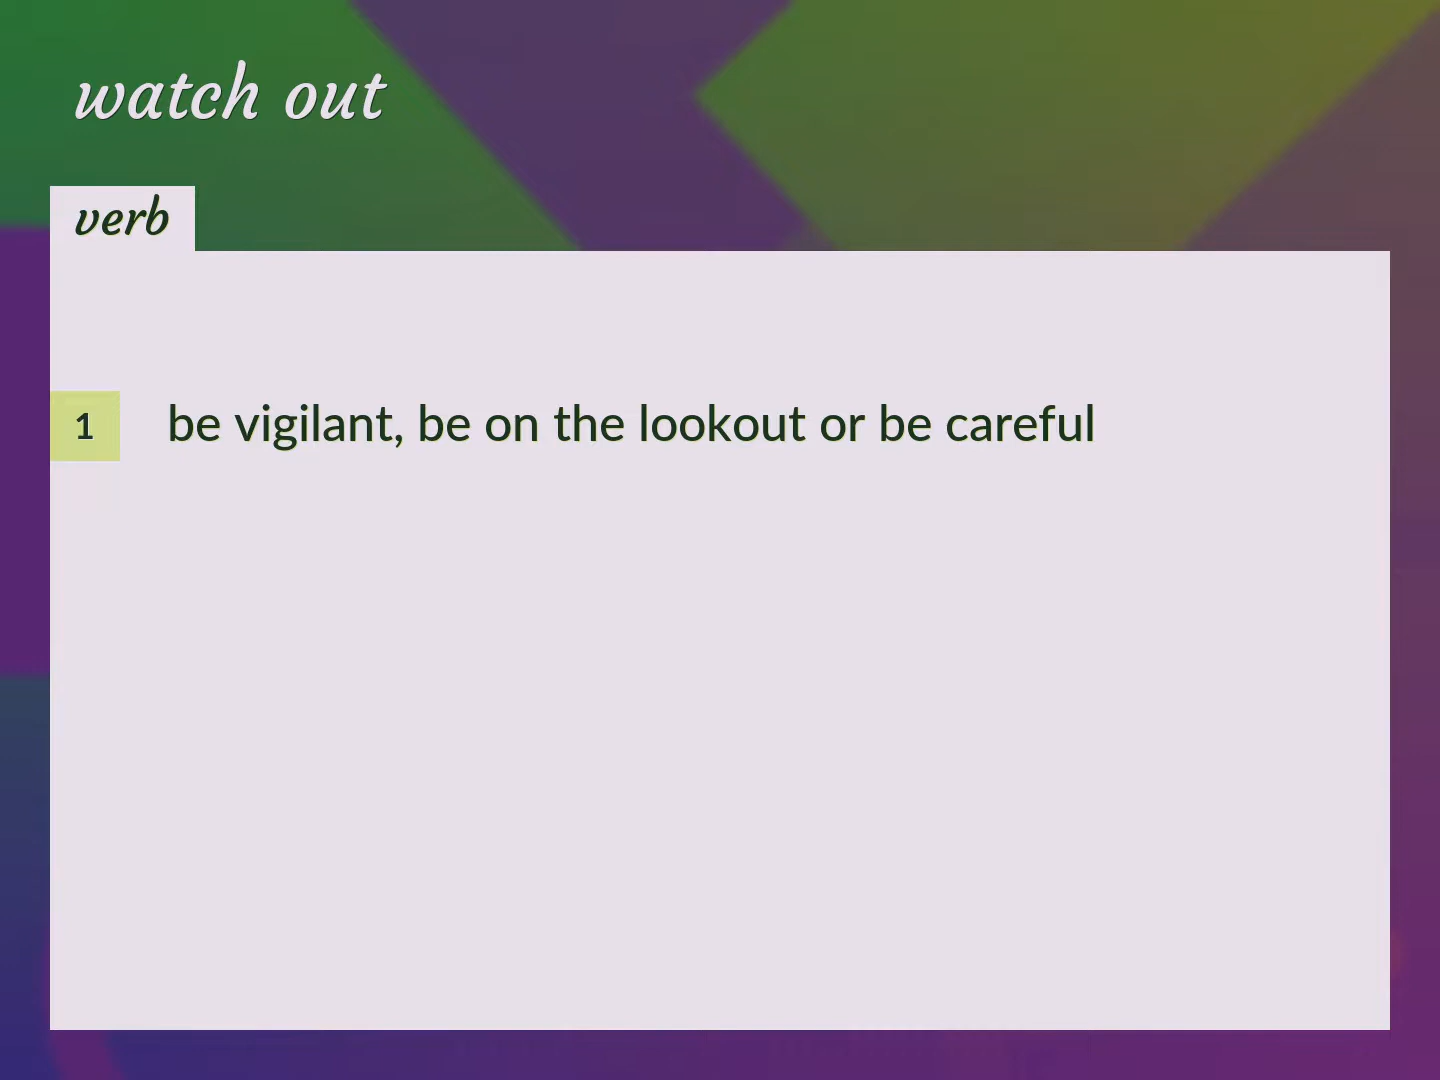 watch out
verb
1 be vigilant, be on the lookout or be careful